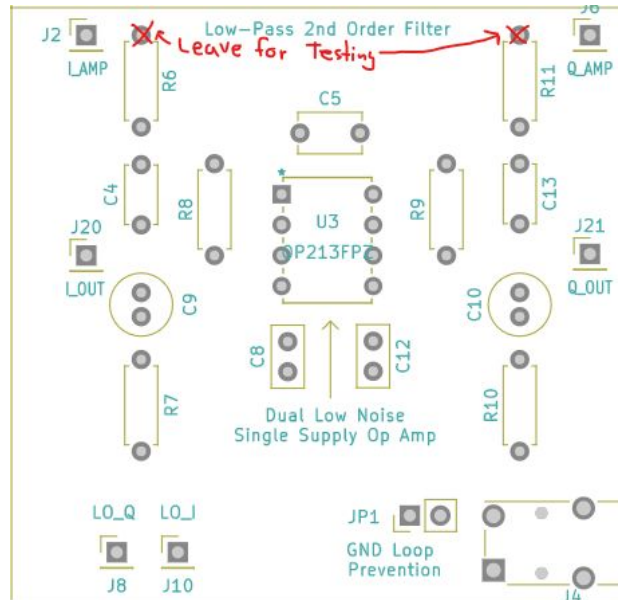 J2
Low-Pass 2nd Order Filter
J6
Leave for Testing
I_AMP
Q_AMP
R6
R11
C5
*
C4
R8
U3
R9
C13
J20
J21
OP213FPZ
I_OUT
Q_OUT
C9
C10
C8
C12
R7
Dual Low Noise
Single Supply Op Amp
R10
LO_Q
LO_I
JP1
GND Loop
Prevention
J8
J10
J4